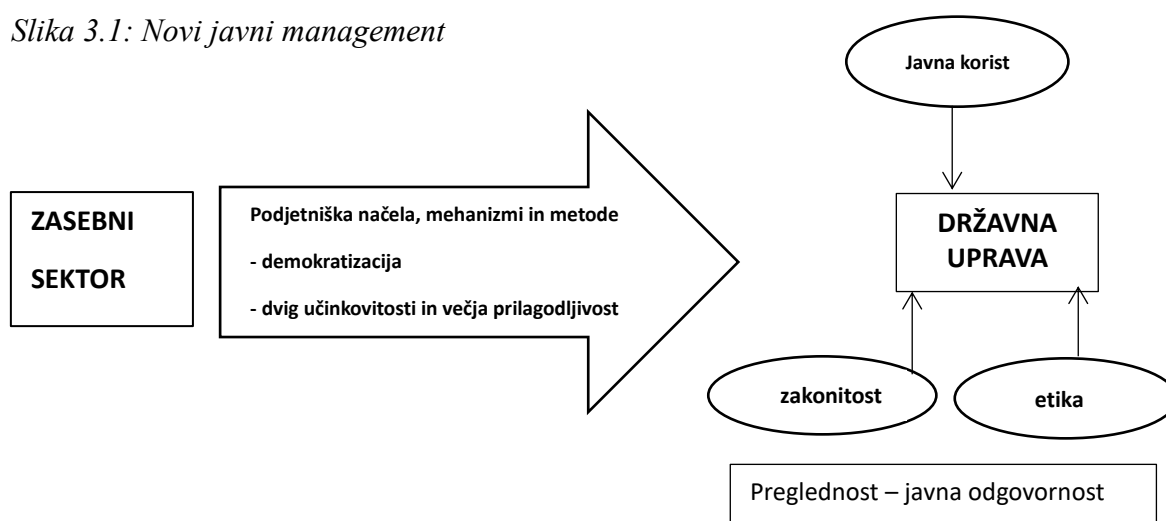 Slika 3.1: Novi javni management
Javna korist
ZASEBNI
SEKTOR
Podjetniška načela, mehanizmi in metode
- demokratizacija
- dvig učinkovitosti in večja prilagodljivost
DRŽAVNA
UPRAVA
zakonitost
etika
Preglednost – javna odgovornost